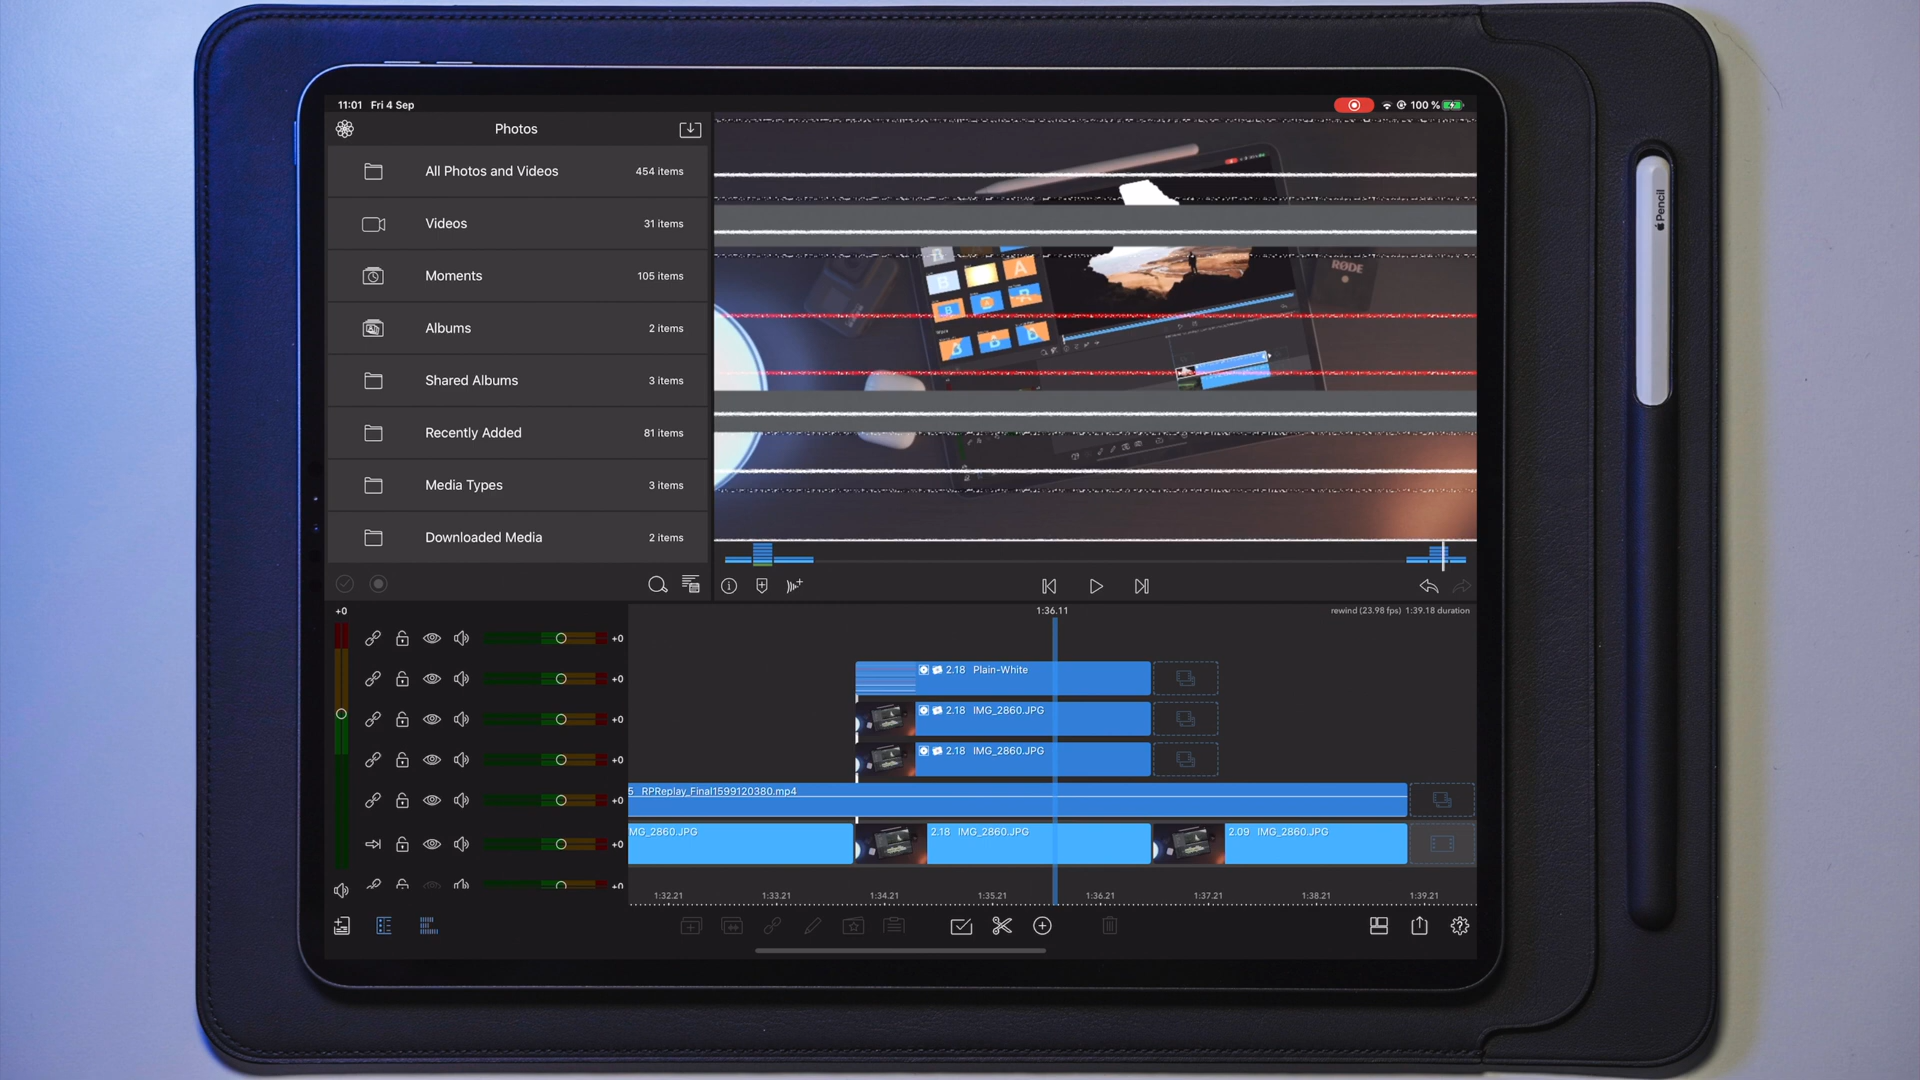 11:01 Fri 4 Sep
100 %
Photos
All Photos and Videos 454 items
Videos 31 items
Moments 105 items
Albums 2 items
Shared Albums 3 items
Recently Added 81 items
Media Types 3 items
Downloaded Media 2 items
RØDE
Pencil
+0
1:36.11
rewind (23.98 fps) 1:39.18 duration
+0
+0
2.18 Plain-White
+0
2.18 IMG_2860.JPG
+0
2.18 IMG_2860.JPG
+0
5 RPReplay_Final1599120380.mp4
+0
MG_2860.JPG
2.18 IMG_2860.JPG
2.09 IMG_2860.JPG
+0
1:32.21 1:33.21 1:34.21 1:35.21 1:36.21 1:37.21 1:38.21 1:39.21